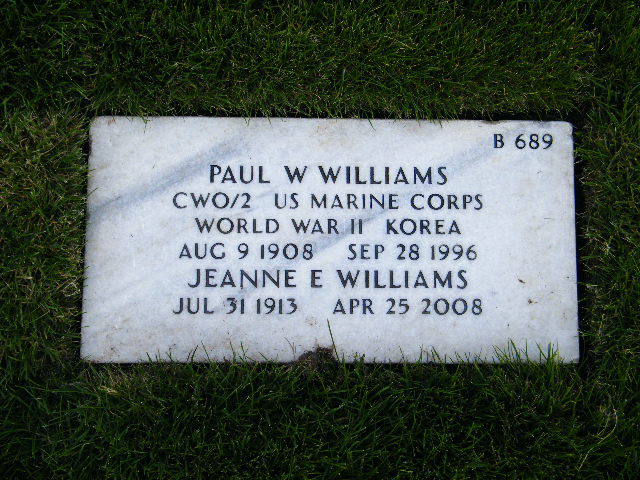 B 689
PAUL W WILLIAMS
CWO/2 US MARINE CORPS
WORLD WAR II KOREA
AUG 9 1908 SEP 28 1996
JEANNE E WILLIAMS
JUL 31 1913 APR 25 2008